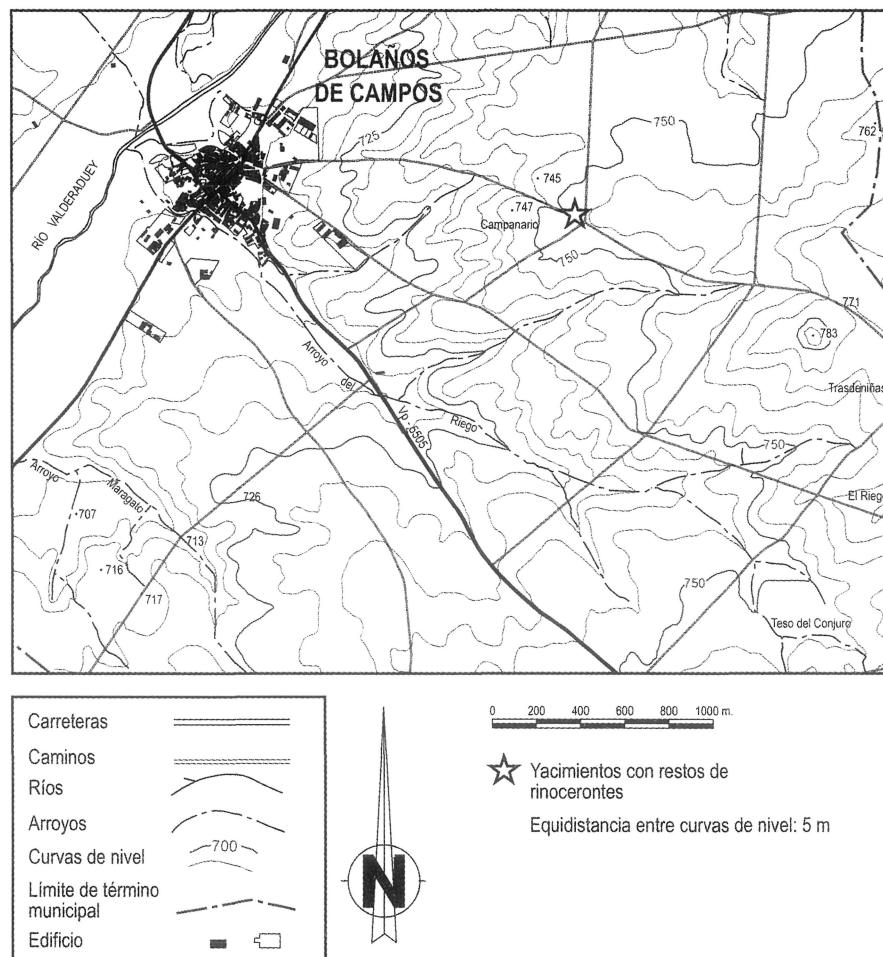 BOLAÑOS
DE CAMPOS
RÍO VALDERADUEY
725
750
762
745
747
Campanario
750
771
783
Trasdeniñas
Arroyo del Riego
Vp - 6505
750
El Riego
Arroyo Maragato
707
726
713
716
717
750
Teso del Conjuro
Carreteras
Caminos
Ríos
Arroyos
Curvas de nivel
700
Límite de término
municipal
Edificio
N
0 200 400 600 800 1000 m.
Yacimientos con restos de
rinocerontes
Equidistancia entre curvas de nivel: 5 m